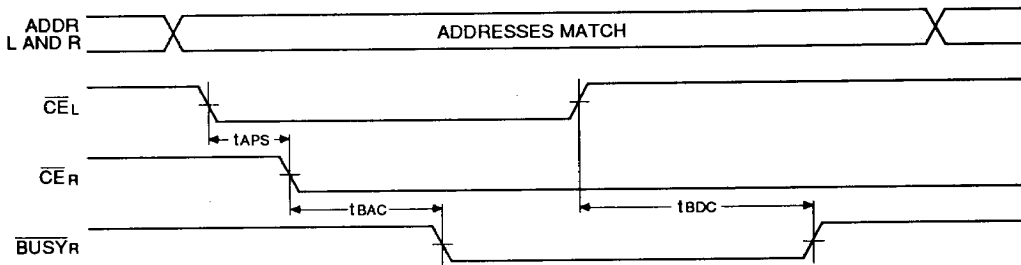 ADDR
L AND R
ADDRESSES MATCH
CEL
tAPS
CER
tBAC
tBDC
BUSYR